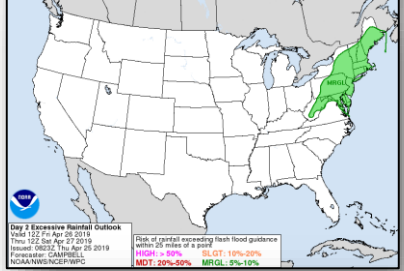 MRGL
noaa
Day 2 Excessive Rainfall Outlook
Valid 12Z Fri Apr 26 2019
Thru 12Z Sat Apr 27 2019
Issued: 0823Z Thu Apr 25 2019
Forecaster: CAMPBELL
NOAA/NWS/NCEP/WPC
Risk of rainfall exceeding flash flood guidance
within 25 miles of a point
HIGH: > 50% SLGT: 10%-20%
MDT: 20%-50% MRGL: 5%-10%